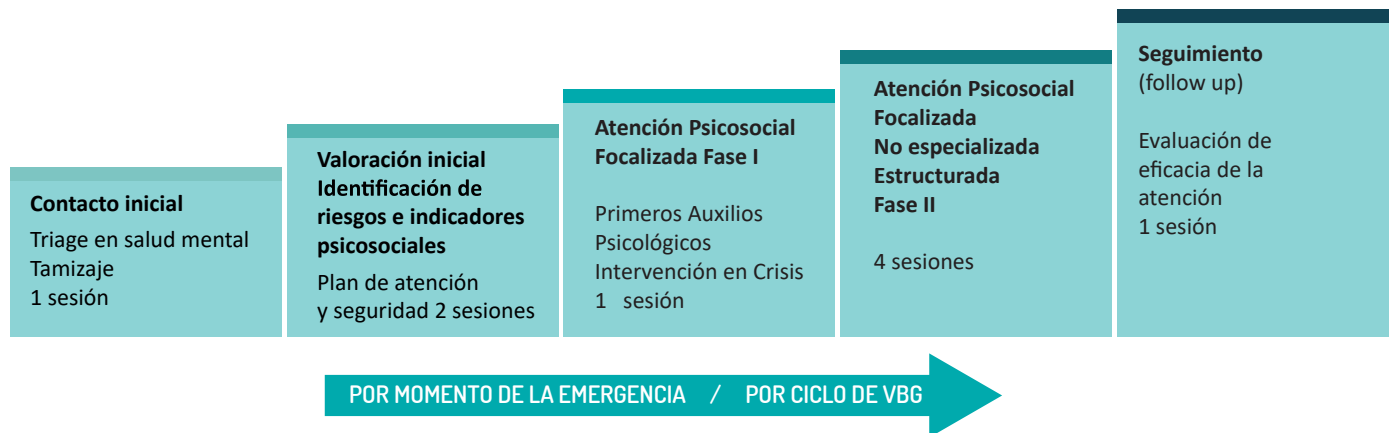 Contacto inicial
Triage en salud mental
Tamizaje
1 sesión
Valoración inicial
Identificación de
riesgos e indicadores
psicosociales
Plan de atención
y seguridad 2 sesiones
Atención Psicosocial
Focalizada Fase I
Primeros Auxilios
Psicológicos
Intervención en Crisis
1 sesión
Atención Psicosocial
Focalizada
No especializada
Estructurada
Fase II
4 sesiones
Seguimiento
(follow up)
Evaluación de
eficacia de la
atención
1 sesión
POR MOMENTO DE LA EMERGENCIA / POR CICLO DE VBG